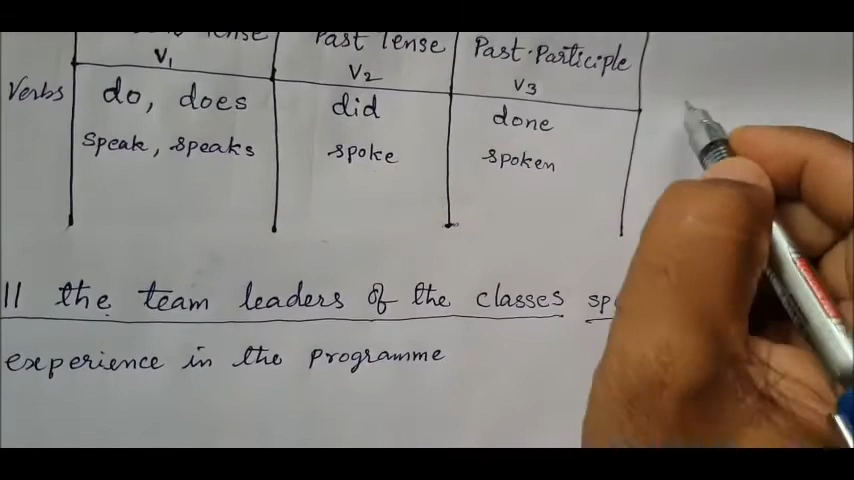 Past Tense Past-Participle
V1 V2 V3
Verbs do, does did done
speak, speaks spoke spoken
the team leaders of the classes
experience in the programme